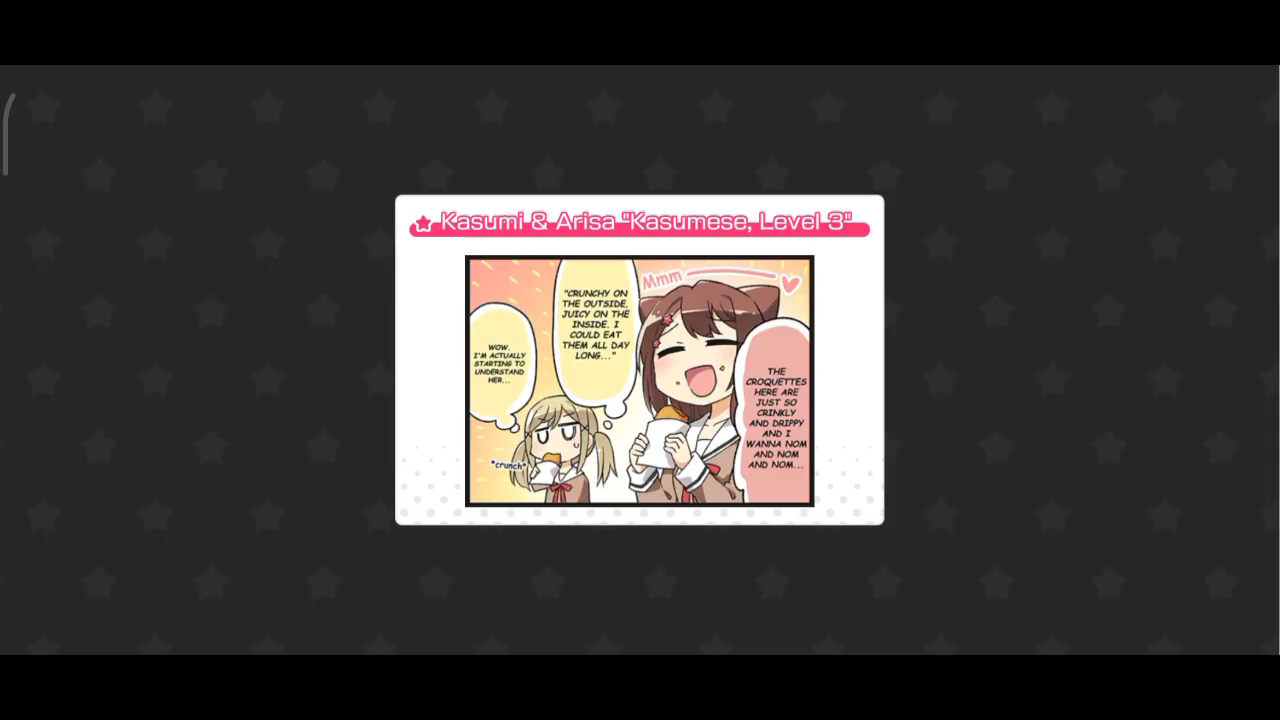 Kasumi & Arisa "Kasumese, Level 3"
Mmm
THE
CROQUETTES
HERE ARE
JUST SO
CRINKLY
AND DRIPPY
AND I
WANNA NOM
AND NOM
AND NOM...
"CRUNCHY ON
THE OUTSIDE,
JUICY ON THE
INSIDE. I
COULD EAT
THEM ALL DAY
LONG..."
WOW.
I'M ACTUALLY
STARTING TO
UNDERSTAND
HER...
*crunch*